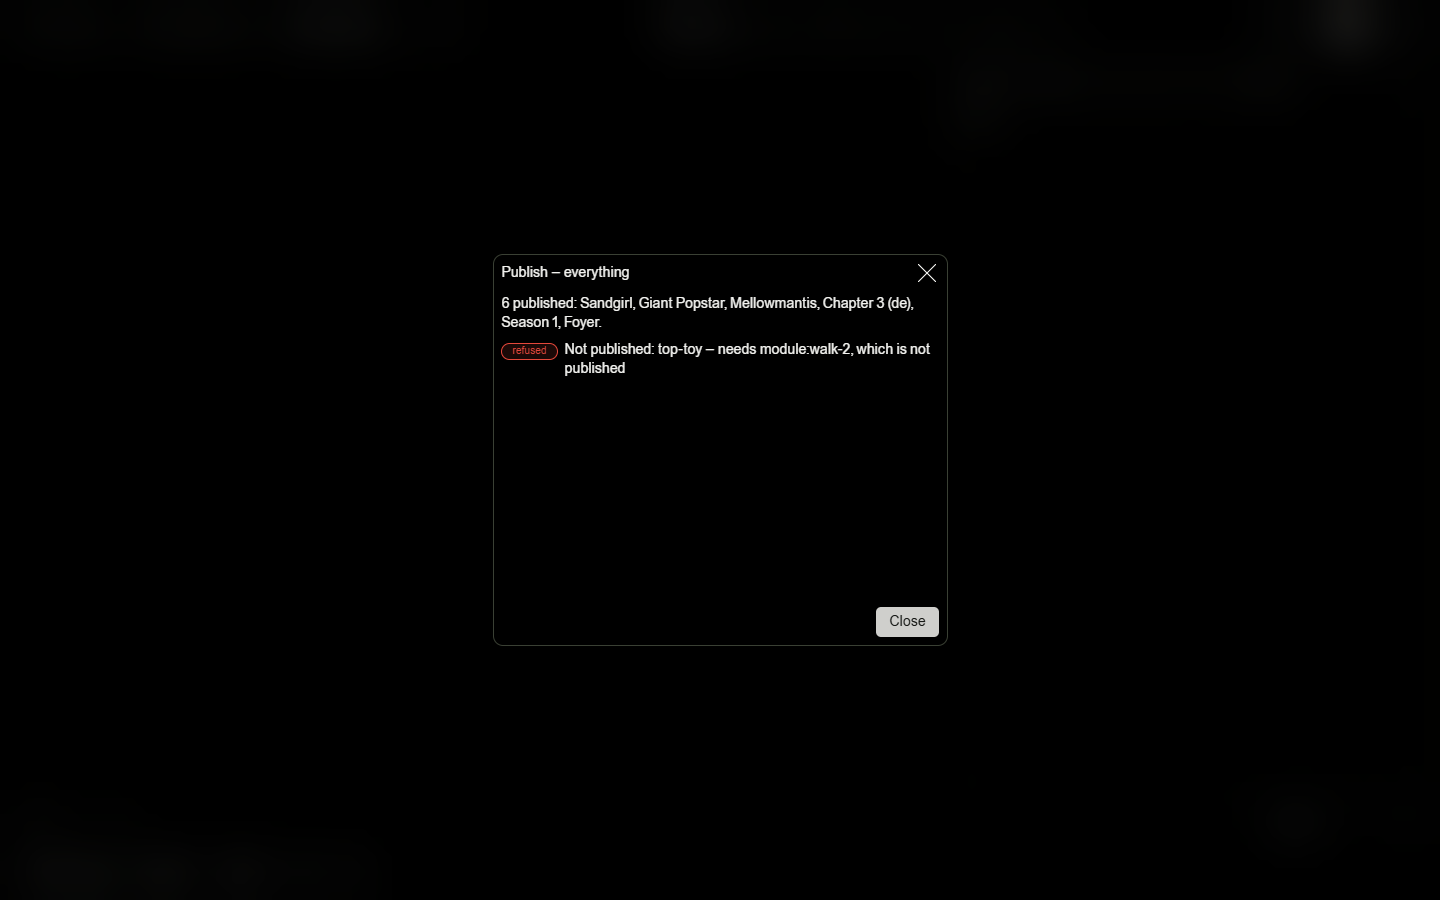 Publish – everything
6 published: Sandgirl, Giant Popstar, Mellowmantis, Chapter 3 (de),
Season 1, Foyer.
refused
Not published: top-toy – needs module:walk-2, which is not
published
Close